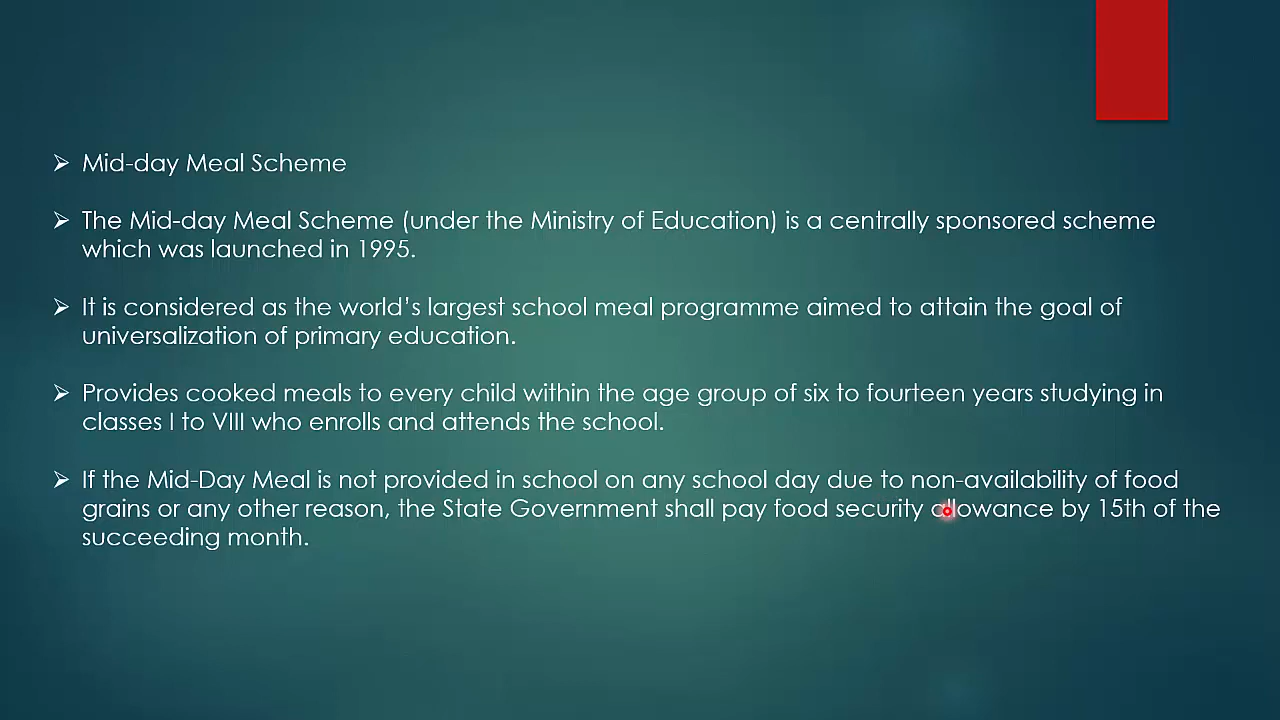 Mid-day Meal Scheme
The Mid-day Meal Scheme (under the Ministry of Education) is a centrally sponsored scheme
which was launched in 1995.
It is considered as the world's largest school meal programme aimed to attain the goal of
universalization of primary education.
Provides cooked meals to every child within the age group of six to fourteen years studying in
classes I to VIII who enrolls and attends the school.
If the Mid-Day Meal is not provided in school on any school day due to non-availability of food
grains or any other reason, the State Government shall pay food security allowance by 15th of the
succeeding month.